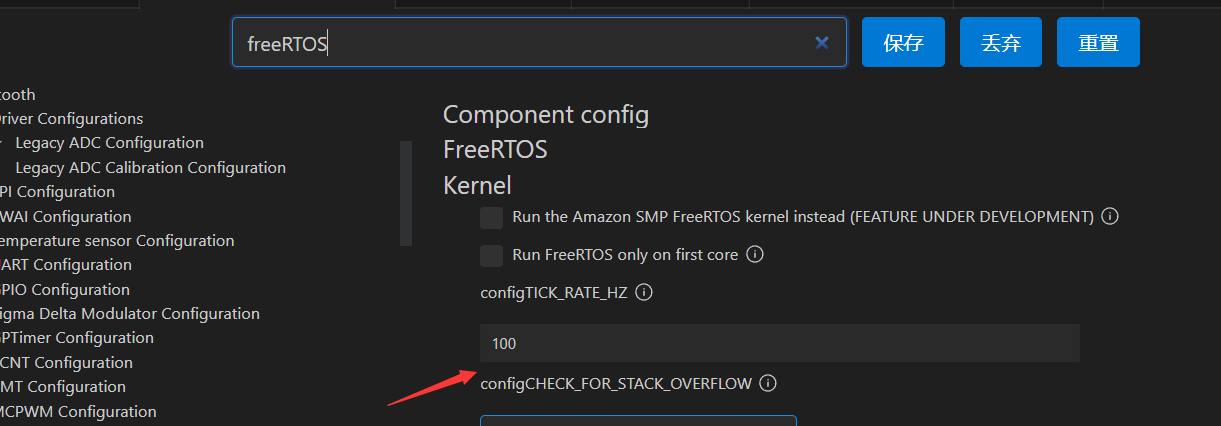 freeRTOS
保存
丢弃
重置
tooth
river Configurations
Legacy ADC Configuration
Legacy ADC Calibration Configuration
PI Configuration
WAI Configuration
emperature sensor Configuration
ART Configuration
GPIO Configuration
igma Delta Modulator Configuration
GPTimer Configuration
CNT Configuration
MT Configuration
MCPWM Configuration
Component config
FreeRTOS
Kernel
Run the Amazon SMP FreeRTOS kernel instead (FEATURE UNDER DEVELOPMENT)
Run FreeRTOS only on first core
configTICK_RATE_HZ
100
configCHECK_FOR_STACK_OVERFLOW